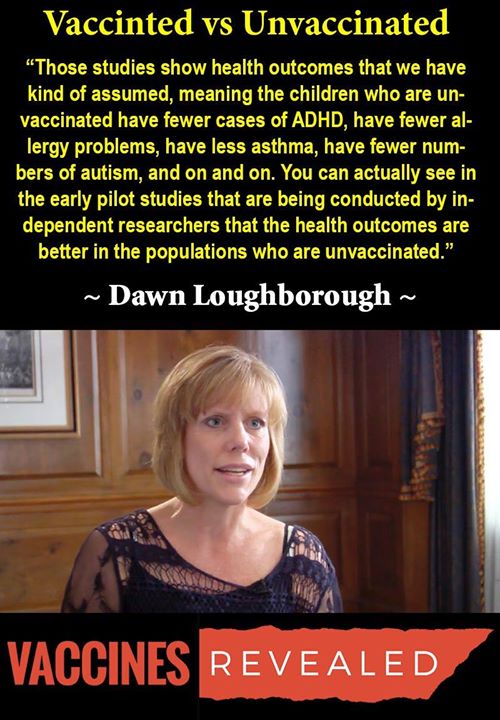 Vaccinted vs Unvaccinated
“Those studies show health outcomes that we have
kind of assumed, meaning the children who are un-
vaccinated have fewer cases of ADHD, have fewer al-
lergy problems, have less asthma, have fewer num-
bers of autism, and on and on. You can actually see in
the early pilot studies that are being conducted by in-
dependent researchers that the health outcomes are
better in the populations who are unvaccinated.”
~ Dawn Loughborough ~
VACCINES REVEALED